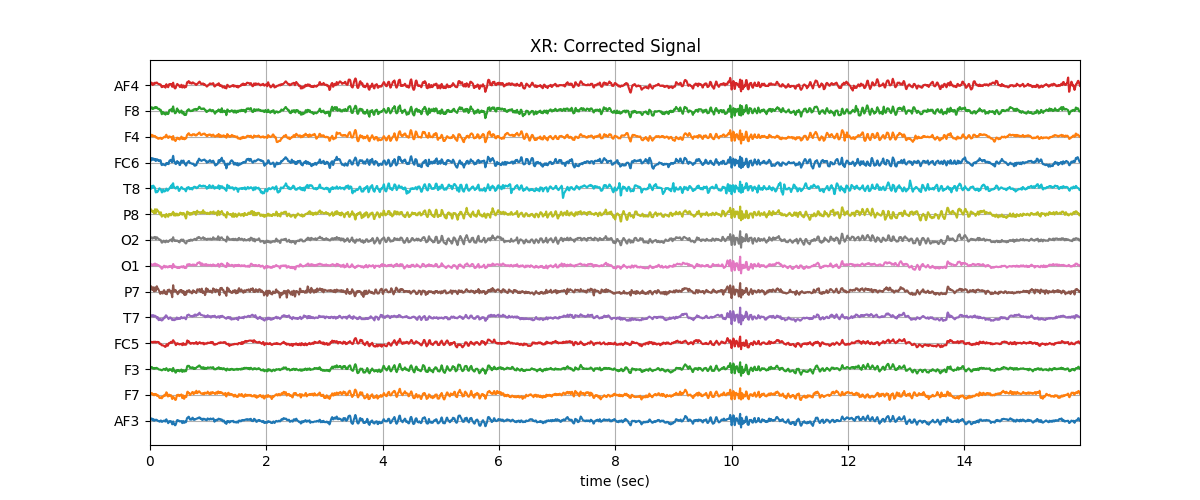 XR: Corrected Signal
AF4
F8
F4
FC6
T8
P8
O2
O1
P7
T7
FC5
F3
F7
AF3
0 2 4 6 8 10 12 14
time (sec)